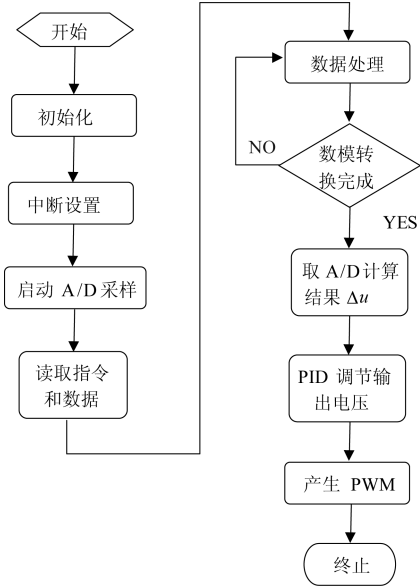 开始
初始化
中断设置
启动 A/D 采样
读取指令
和数据
数据处理
数模转
换完成
NO
YES
取 A/D 计算
结果 Δu
PID 调节输
出电压
产生 PWM
终止